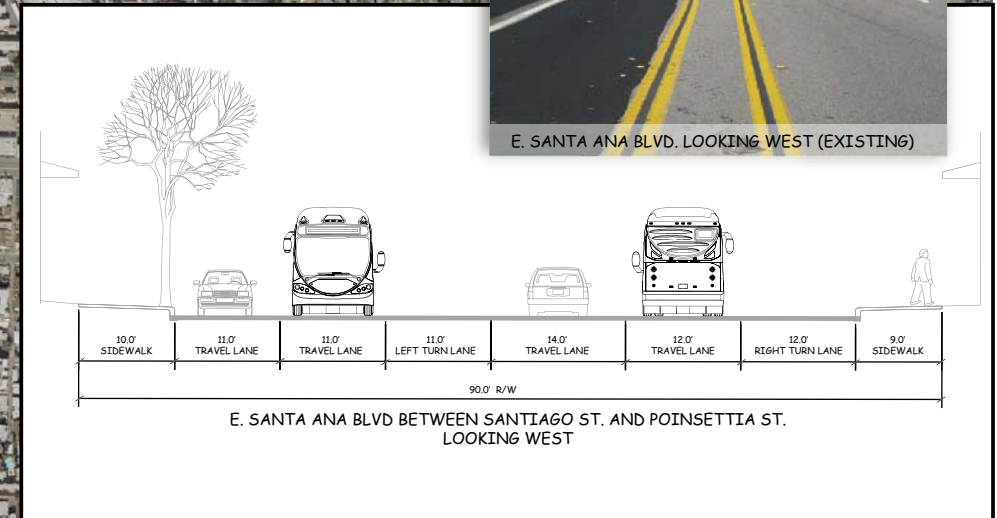 E. SANTA ANA BLVD. LOOKING WEST (EXISTING)
10.0'
SIDEWALK
11.0'
TRAVEL LANE
11.0'
TRAVEL LANE
11.0'
LEFT TURN LANE
14.0'
TRAVEL LANE
12.0'
TRAVEL LANE
12.0'
RIGHT TURN LANE
9.0'
SIDEWALK
90.0' R/W
E. SANTA ANA BLVD BETWEEN SANTIAGO ST. AND POINSETTIA ST.
LOOKING WEST